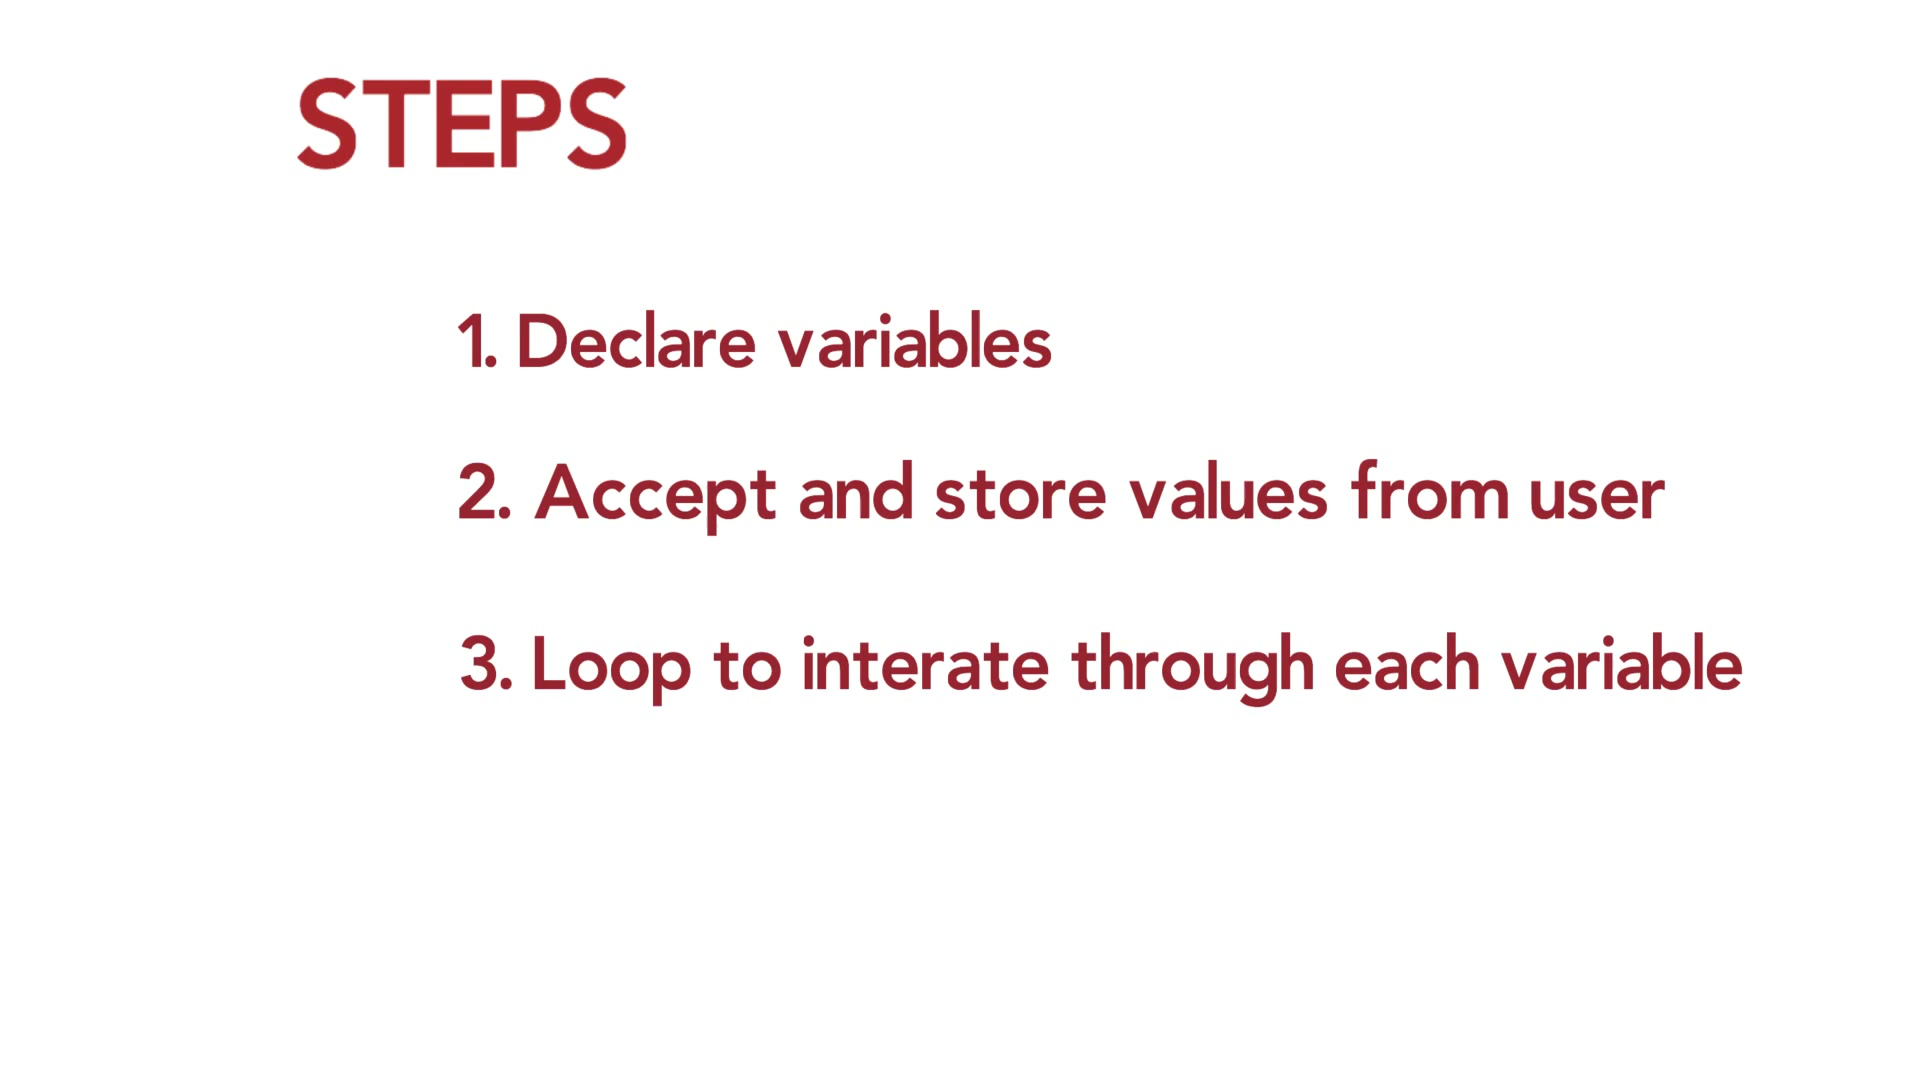 STEPS
1. Declare variables
2. Accept and store values from user
3. Loop to interate through each variable